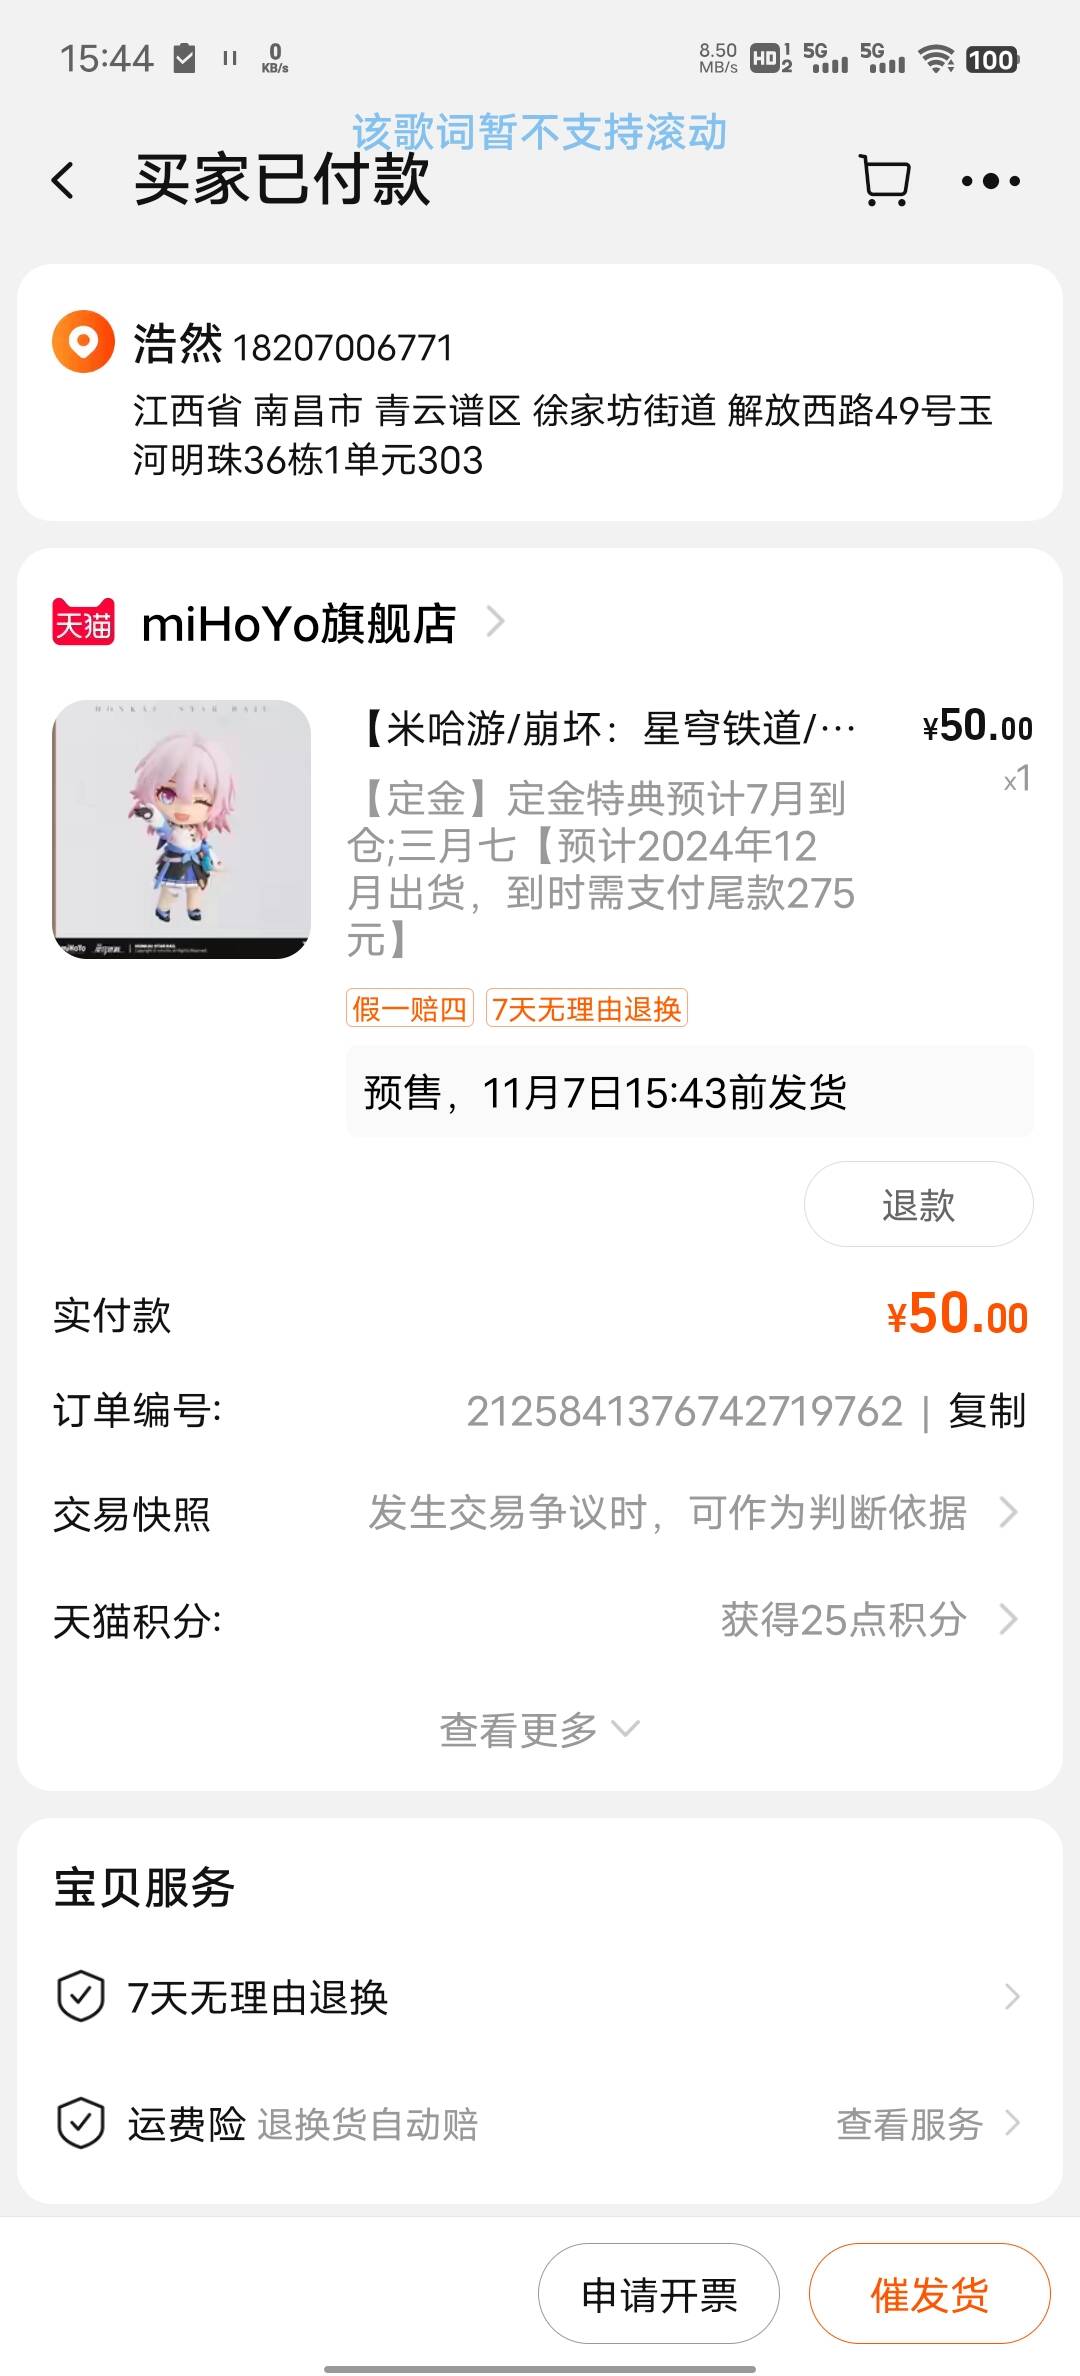 15:44
0
KB/s
8.50
MB/s
HD 1 2
5G
5G
100
该歌词暂不支持滚动
买家已付款
浩然 18207006771
江西省 南昌市 青云谱区 徐家坊街道 解放西路49号玉
河明珠36栋1单元303
天猫 miHoYo旗舰店
HONKAI STAR RAIL
miHoYo
【米哈游/崩坏：星穹铁道/…
¥50.00
x1
【定金】定金特典预计7月到
仓;三月七【预计2024年12
月出货，到时需支付尾款275
元】
假一赔四 7天无理由退换
预售，11月7日15:43前发货
退款
实付款 ¥50.00
订单编号: 2125841376742719762 | 复制
交易快照 发生交易争议时，可作为判断依据
天猫积分: 获得25点积分
查看更多
宝贝服务
7天无理由退换
运费险 退换货自动赔 查看服务
申请开票 催发货